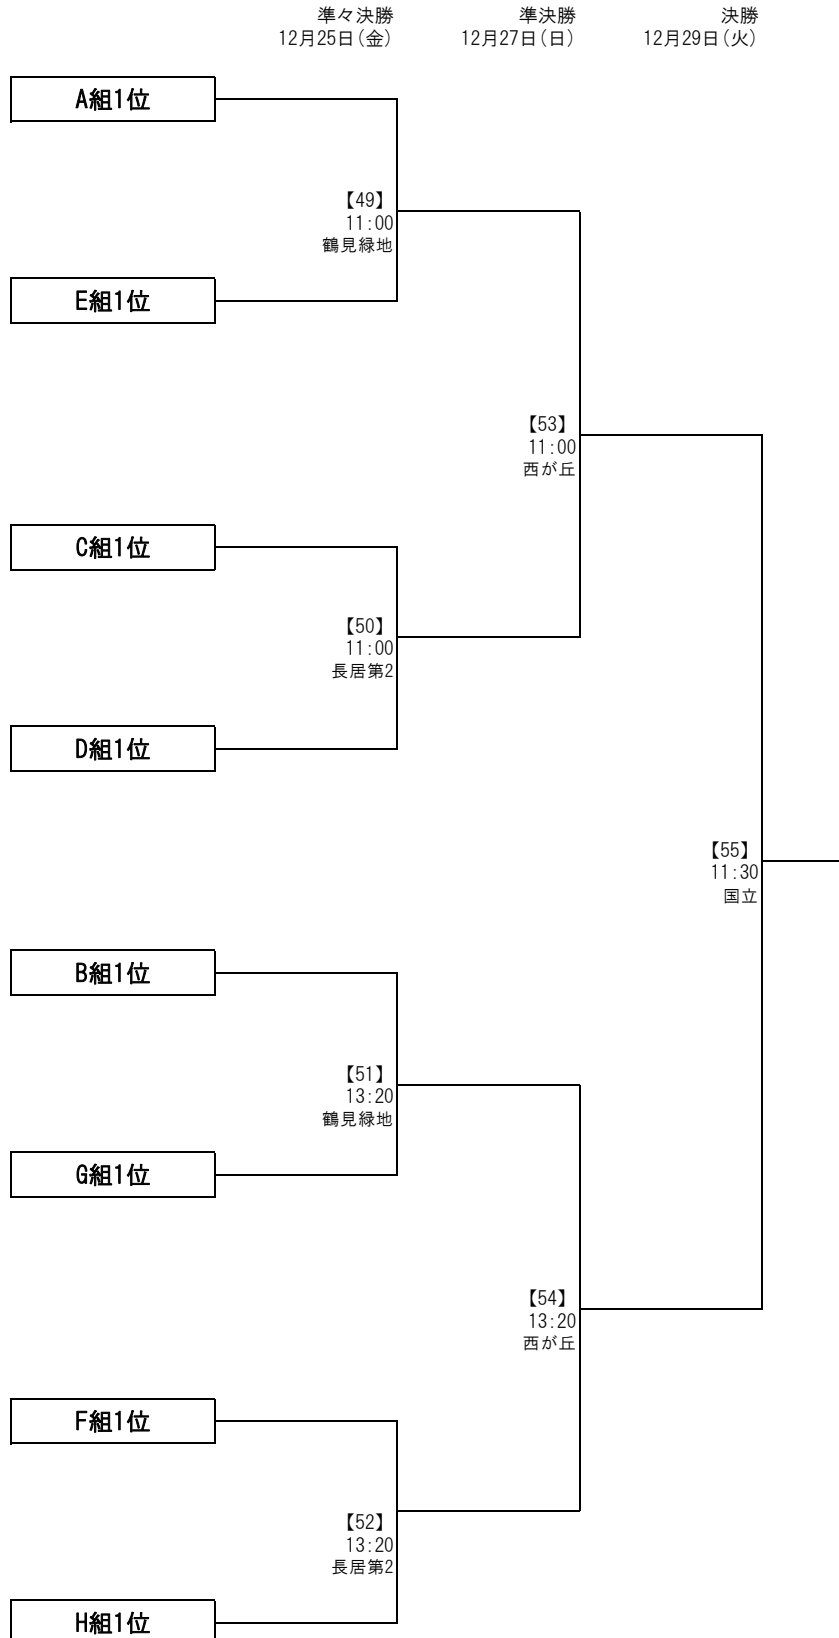 準々決勝
12月25日(金)
準決勝
12月27日(日)
決勝
12月29日(火)
A組1位
【49】
11:00
鶴見緑地
E組1位
【53】
11:00
西が丘
C組1位
【50】
11:00
長居第2
D組1位
【55】
11:30
国立
B組1位
【51】
13:20
鶴見緑地
G組1位
【54】
13:20
西が丘
F組1位
【52】
13:20
長居第2
H組1位